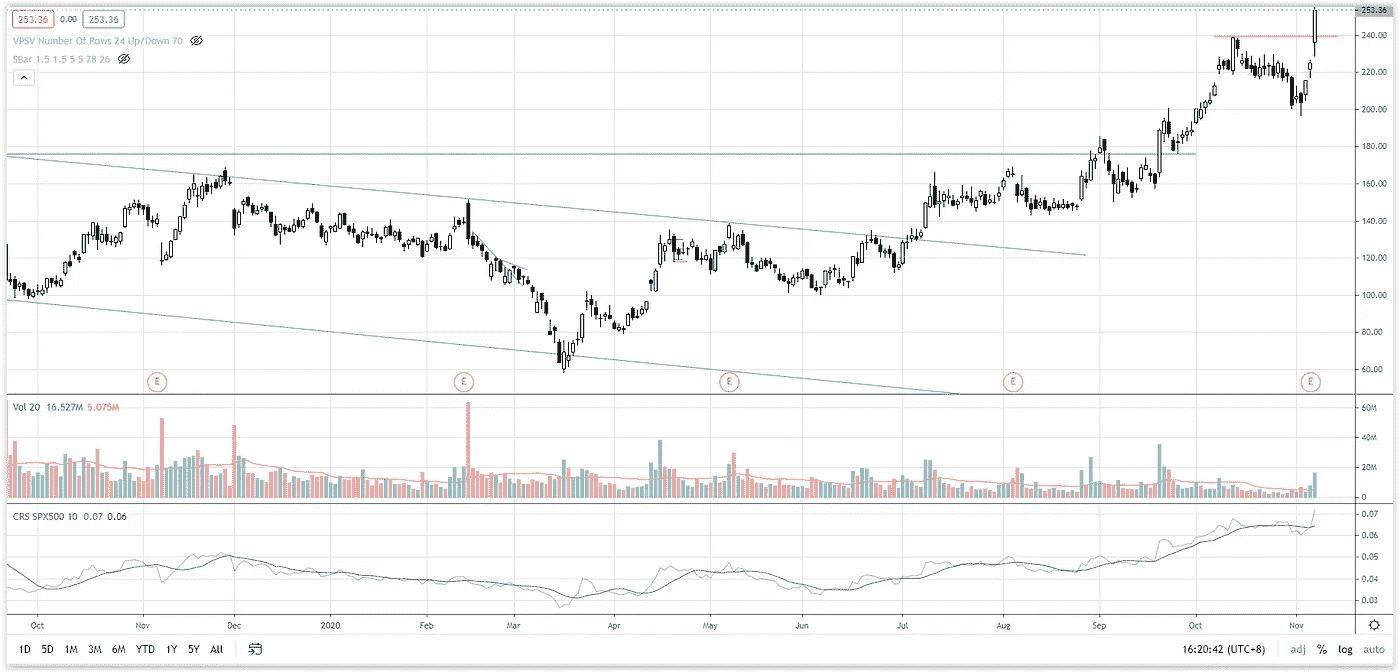 253.36 0.00 253.36
VPSV Number Of Rows 24 Up/Down 70
SBar 1.5 1.5 5 5 78 26
253.36
240.00
220.00
200.00
180.00
160.00
140.00
120.00
100.00
80.00
60.00
E E E E E
Vol 20 16.527M 5.075M
60M
40M
20M
0
CRS SPX500 10 0.07 0.06
0.07
0.06
0.05
0.04
0.03
Oct Nov Dec 2020 Feb Mar Apr May Jun Jul Aug Sep Oct Nov
1D 5D 1M 3M 6M YTD 1Y 5Y All 16:20:42 (UTC+8) adj % log auto